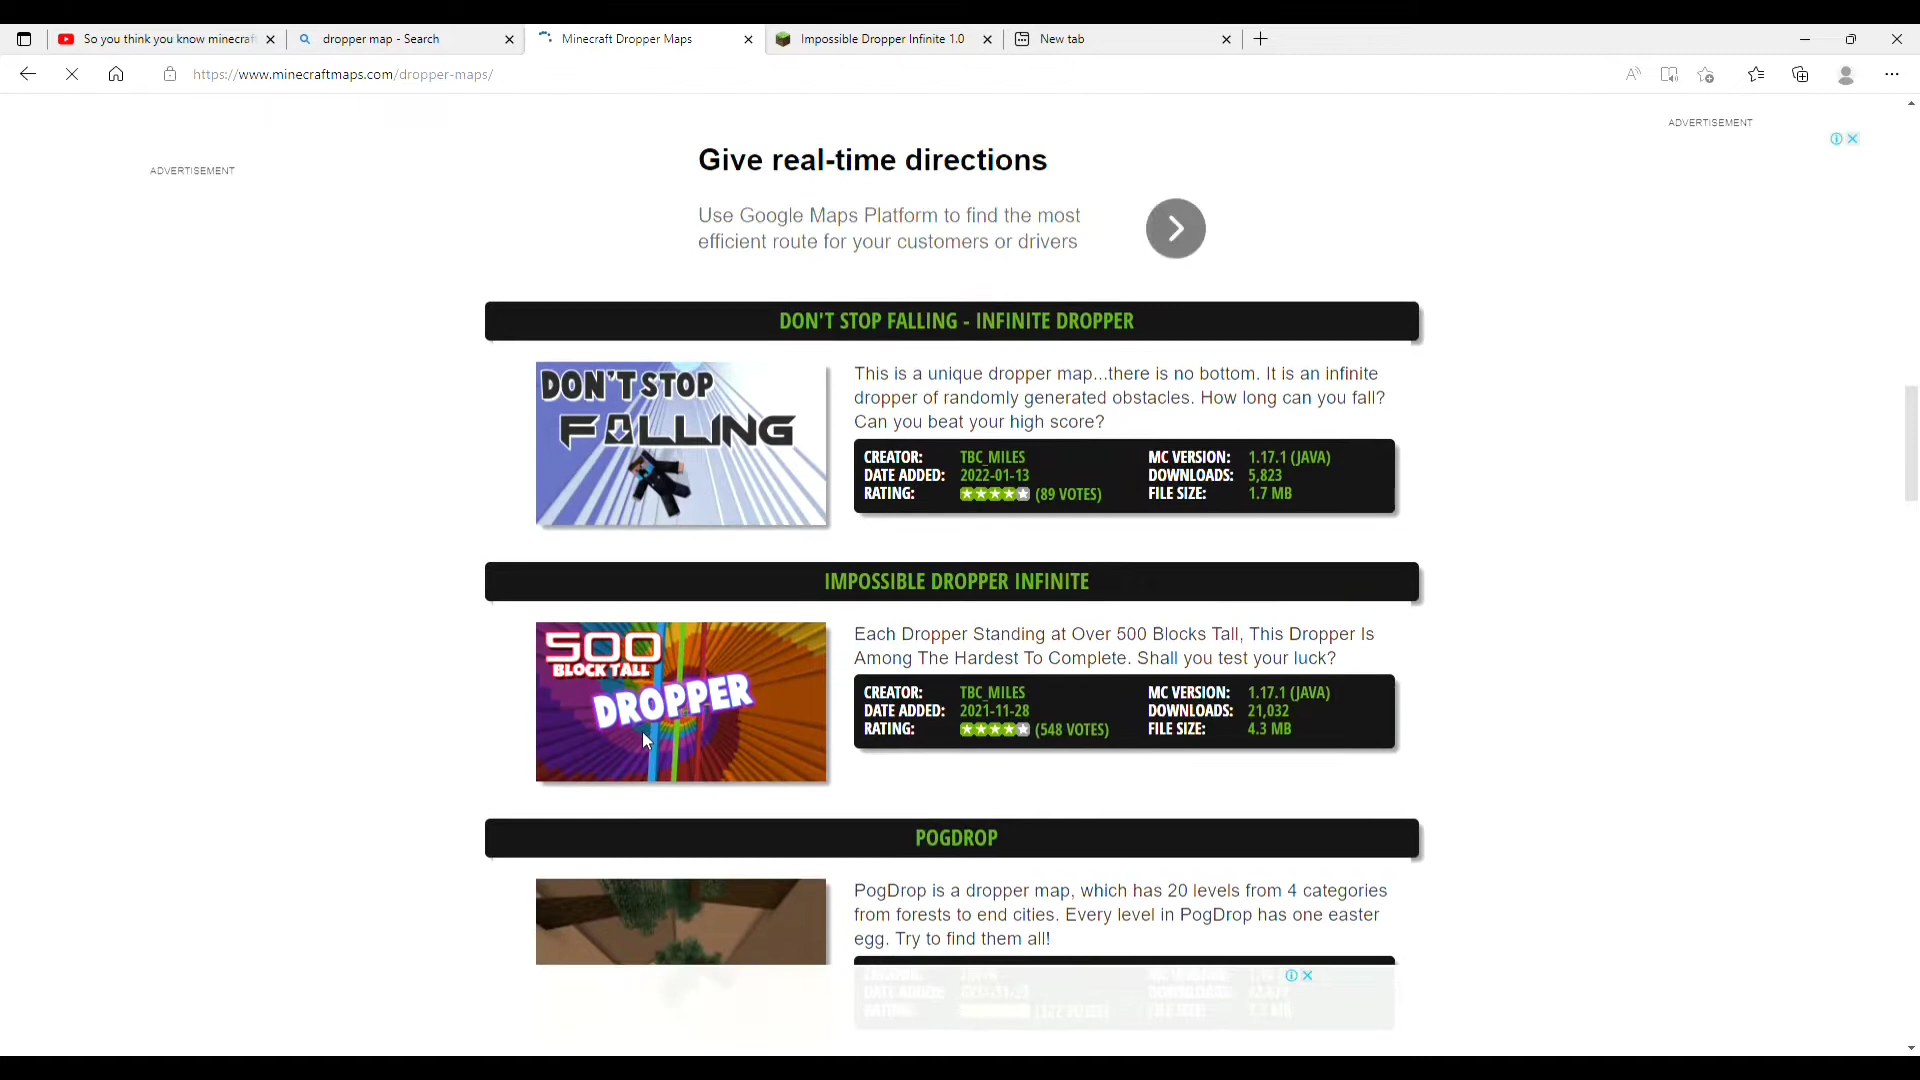 So you think you know minecraf
dropper map - Search
Minecraft Dropper Maps
Impossible Dropper Infinite 1.0
New tab
https://www.minecraftmaps.com/dropper-maps/
ADVERTISEMENT
ADVERTISEMENT
Give real-time directions
Use Google Maps Platform to find the most
efficient route for your customers or drivers
DON'T STOP FALLING - INFINITE DROPPER
DON'T STOP
FALLING
This is a unique dropper map...there is no bottom. It is an infinite
dropper of randomly generated obstacles. How long can you fall?
Can you beat your high score?
CREATOR: TBC_MILES MC VERSION: 1.17.1 (JAVA)
DATE ADDED: 2022-01-13 DOWNLOADS: 5,823
RATING: (89 VOTES) FILE SIZE: 1.7 MB
IMPOSSIBLE DROPPER INFINITE
500
BLOCK TALL
DROPPER
Each Dropper Standing at Over 500 Blocks Tall, This Dropper Is
Among The Hardest To Complete. Shall you test your luck?
CREATOR: TBC_MILES MC VERSION: 1.17.1 (JAVA)
DATE ADDED: 2021-11-28 DOWNLOADS: 21,032
RATING: (548 VOTES) FILE SIZE: 4.3 MB
POGDROP
PogDrop is a dropper map, which has 20 levels from 4 categories
from forests to end cities. Every level in PogDrop has one easter
egg. Try to find them all!
DATE ADDED: DOWNLOADS:
RATING: FILE SIZE: